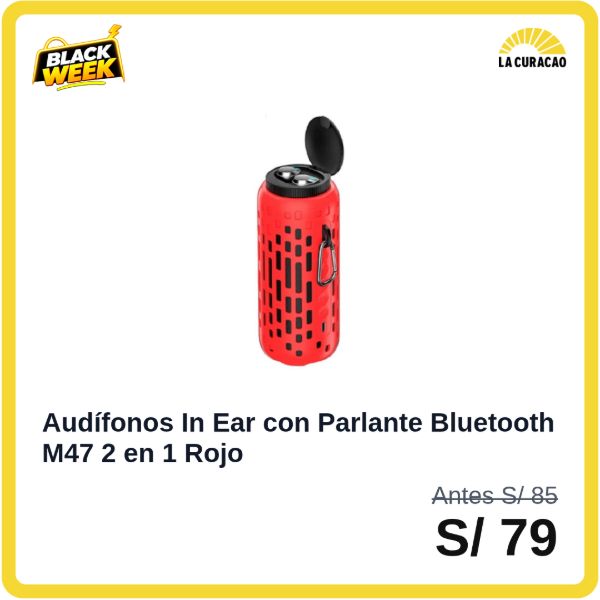 BLACK
WEEK
LA CURACAO
Audífonos In Ear con Parlante Bluetooth
M47 2 en 1 Rojo
Antes S/ 85
S/ 79